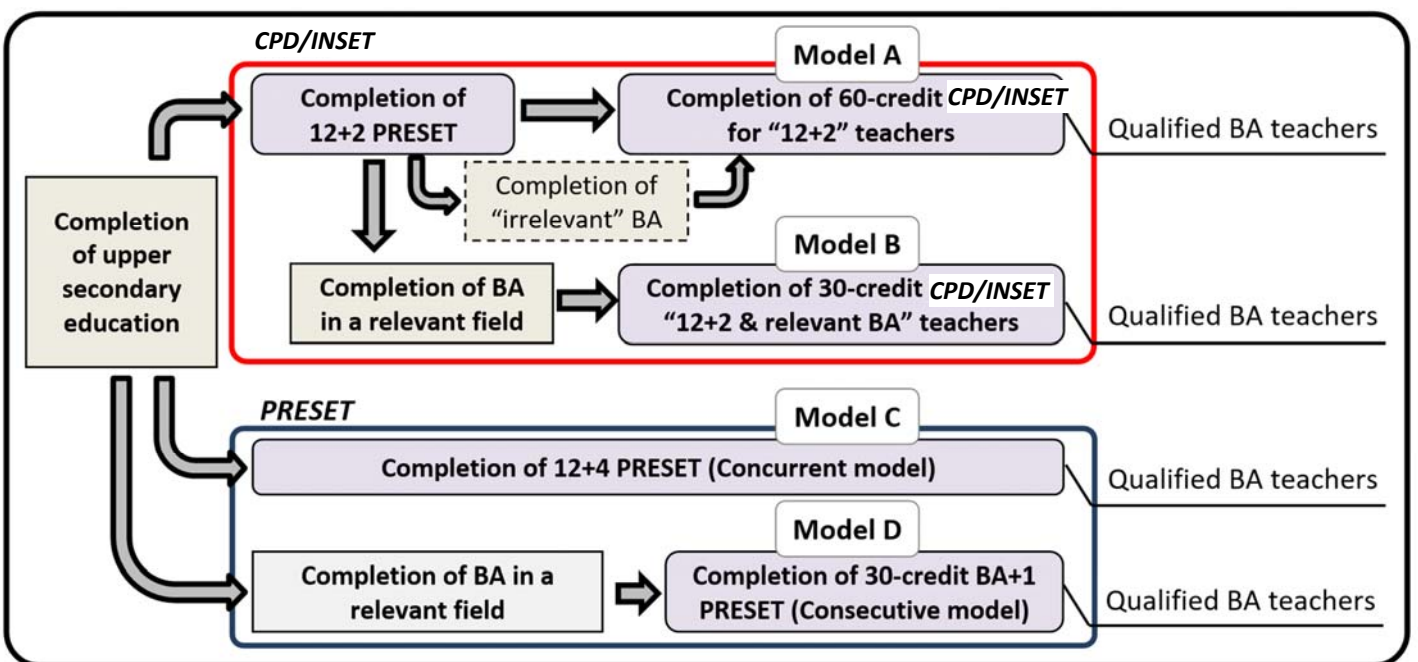 CPD/INSET
Model A
Completion of
12+2 PRESET
Completion of 60-credit CPD/INSET
for “12+2” teachers
Qualified BA teachers
Completion of
“irrelevant” BA
Completion
of upper
secondary
education
Model B
Completion of BA
in a relevant field
Completion of 30-credit CPD/INSET
“12+2 & relevant BA” teachers
Qualified BA teachers
PRESET
Model C
Completion of 12+4 PRESET (Concurrent model)
Qualified BA teachers
Model D
Completion of BA in a
relevant field
Completion of 30-credit BA+1
PRESET (Consecutive model)
Qualified BA teachers